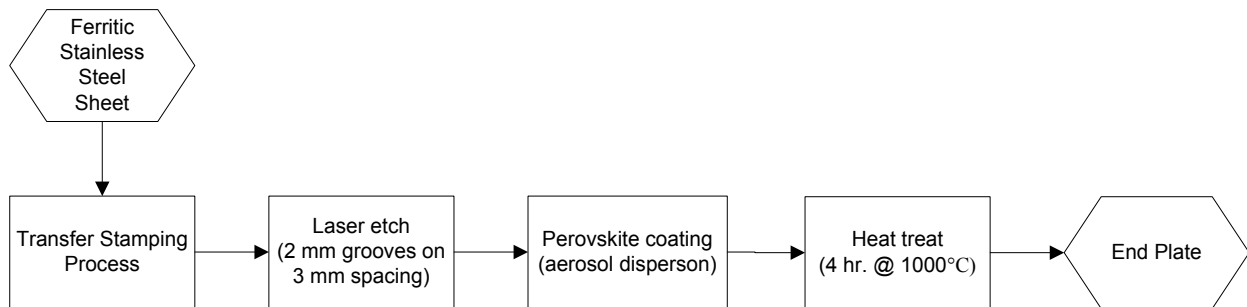 Ferritic
Stainless
Steel
Sheet
Transfer Stamping
Process
Laser etch
(2 mm grooves on
3 mm spacing)
Perovskite coating
(aerosol disperson)
Heat treat
(4 hr. @ 1000°C)
End Plate